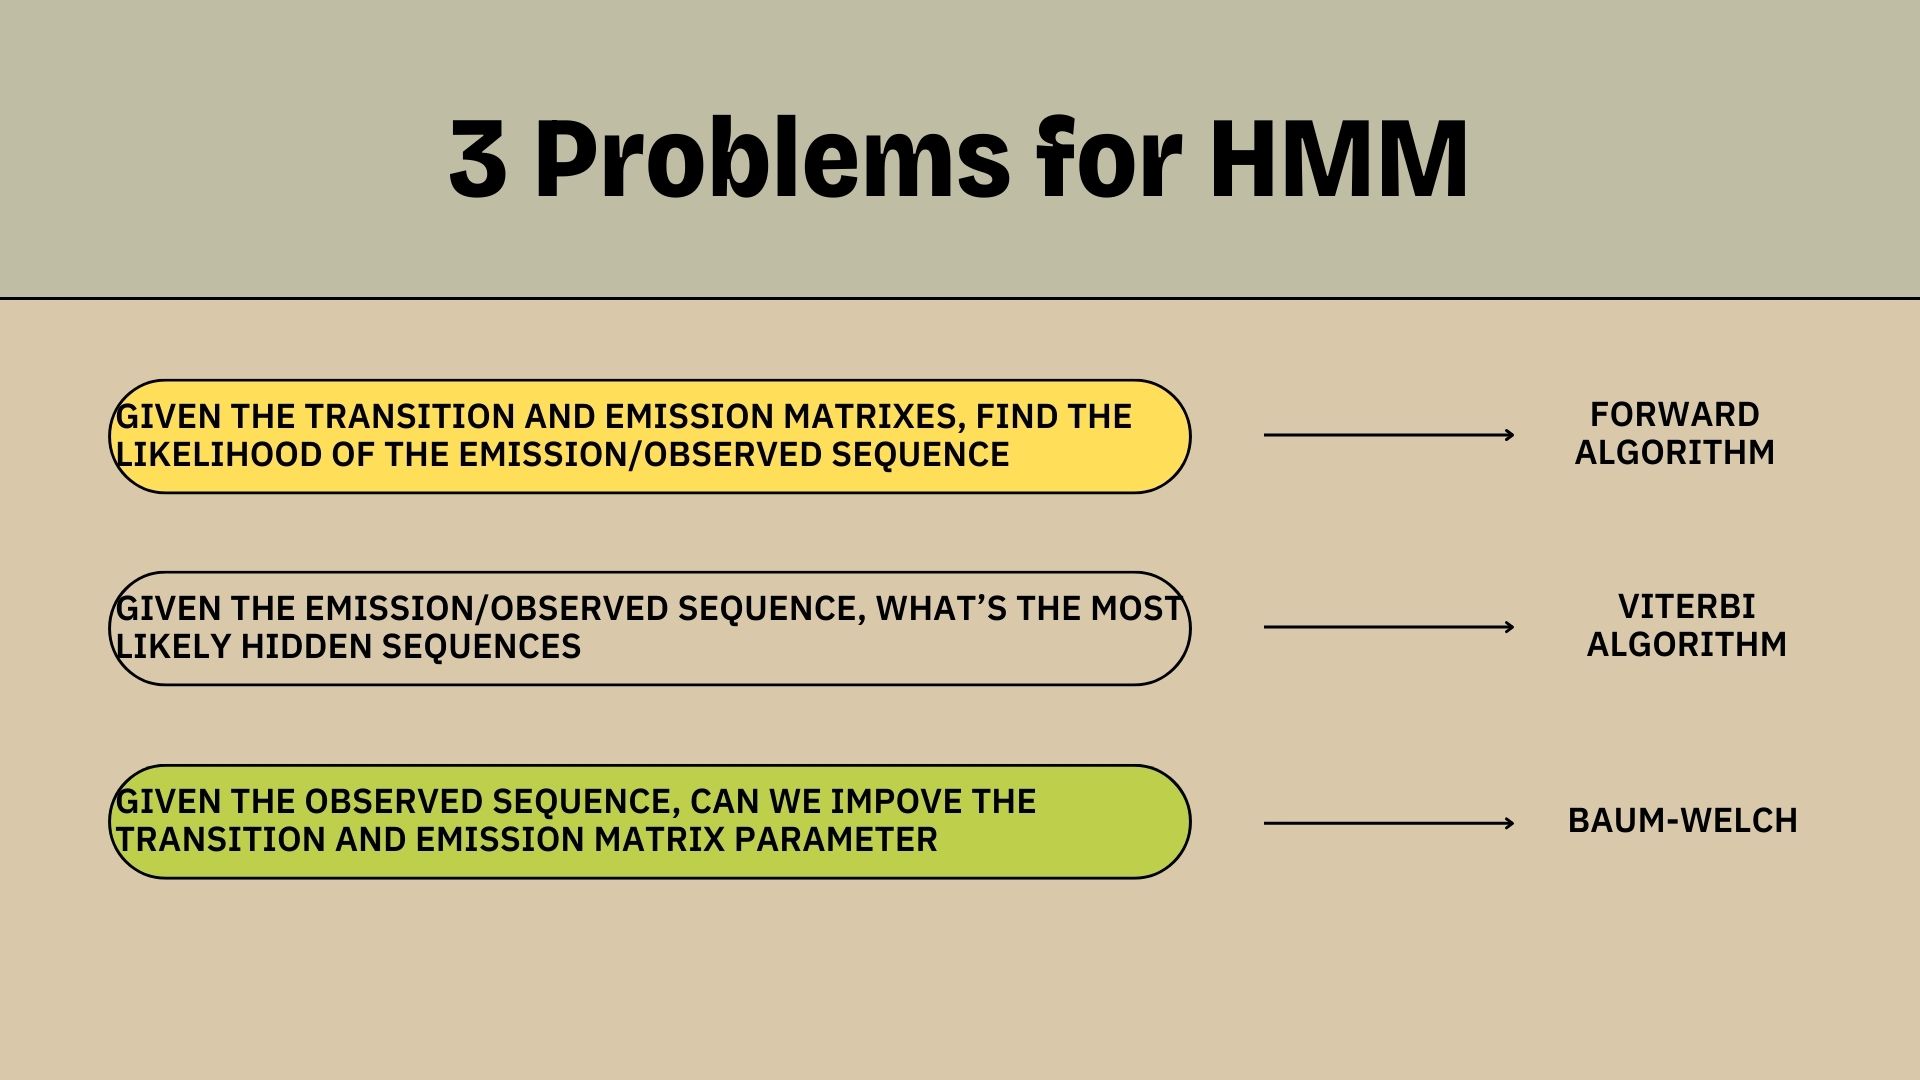 3 Problems for HMM
GIVEN THE TRANSITION AND EMISSION MATRIXES, FIND THE
LIKELIHOOD OF THE EMISSION/OBSERVED SEQUENCE
FORWARD
ALGORITHM
GIVEN THE EMISSION/OBSERVED SEQUENCE, WHAT’S THE MOST
LIKELY HIDDEN SEQUENCES
VITERBI
ALGORITHM
GIVEN THE OBSERVED SEQUENCE, CAN WE IMPOVE THE
TRANSITION AND EMISSION MATRIX PARAMETER
BAUM-WELCH